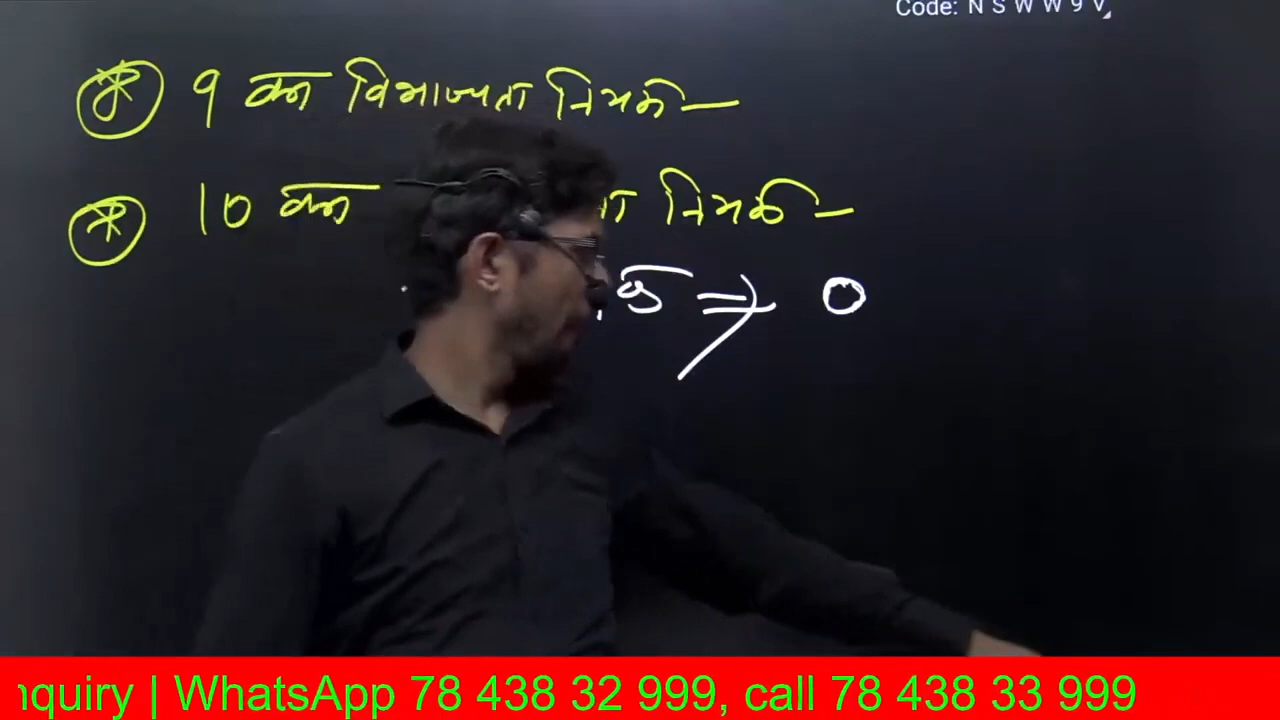 Code: N S W W 9 V
* 9 का विभाज्यता नियम —
* 10 का नियम —
क ⇒ 0
nquiry | WhatsApp 78 438 32 999, call 78 438 33 999